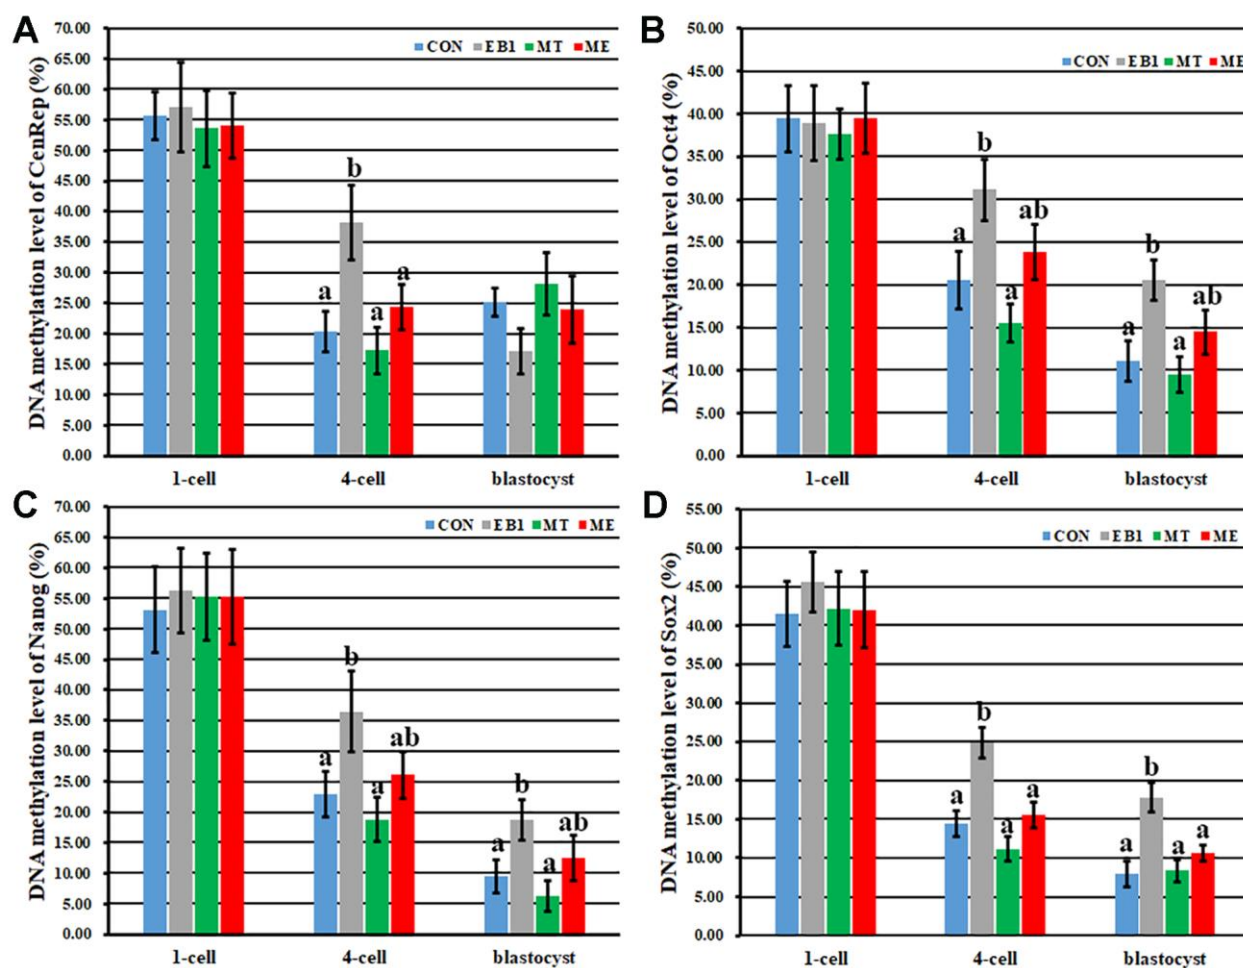 A
DNA methylation level of CenRep (%)
CON EB1 MT ME
70.00
65.00
60.00
55.00
50.00
45.00
40.00
35.00
30.00
25.00
20.00
15.00
10.00
5.00
0.00
a
b
a
a
1-cell
4-cell
blastocyst
B
DNA methylation level of Oct4 (%)
CON EB1 MT ME
50.00
45.00
40.00
35.00
30.00
25.00
20.00
15.00
10.00
5.00
0.00
a
b
a
ab
a
b
a
ab
1-cell
4-cell
blastocyst
C
DNA methylation level of Nanog (%)
CON EB1 MT ME
70.00
65.00
60.00
55.00
50.00
45.00
40.00
35.00
30.00
25.00
20.00
15.00
10.00
5.00
0.00
a
b
a
ab
a
b
a
ab
1-cell
4-cell
blastocyst
D
DNA methylation level of Sox2 (%)
CON EB1 MT ME
55.00
50.00
45.00
40.00
35.00
30.00
25.00
20.00
15.00
10.00
5.00
0.00
a
b
a
a
a
b
a
a
1-cell
4-cell
blastocyst